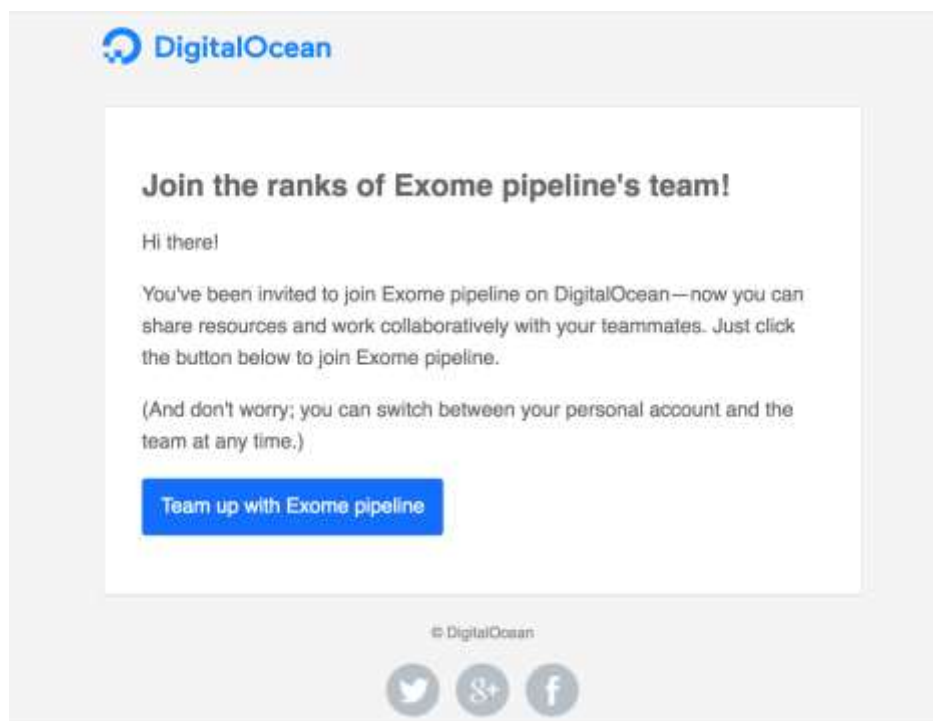 DigitalOcean
Join the ranks of Exome pipeline's team!
Hi there!
You've been invited to join Exome pipeline on DigitalOcean—now you can
share resources and work collaboratively with your teammates. Just click
the button below to join Exome pipeline.
(And don't worry; you can switch between your personal account and the
team at any time.)
Team up with Exome pipeline
© DigitalOcean
g+